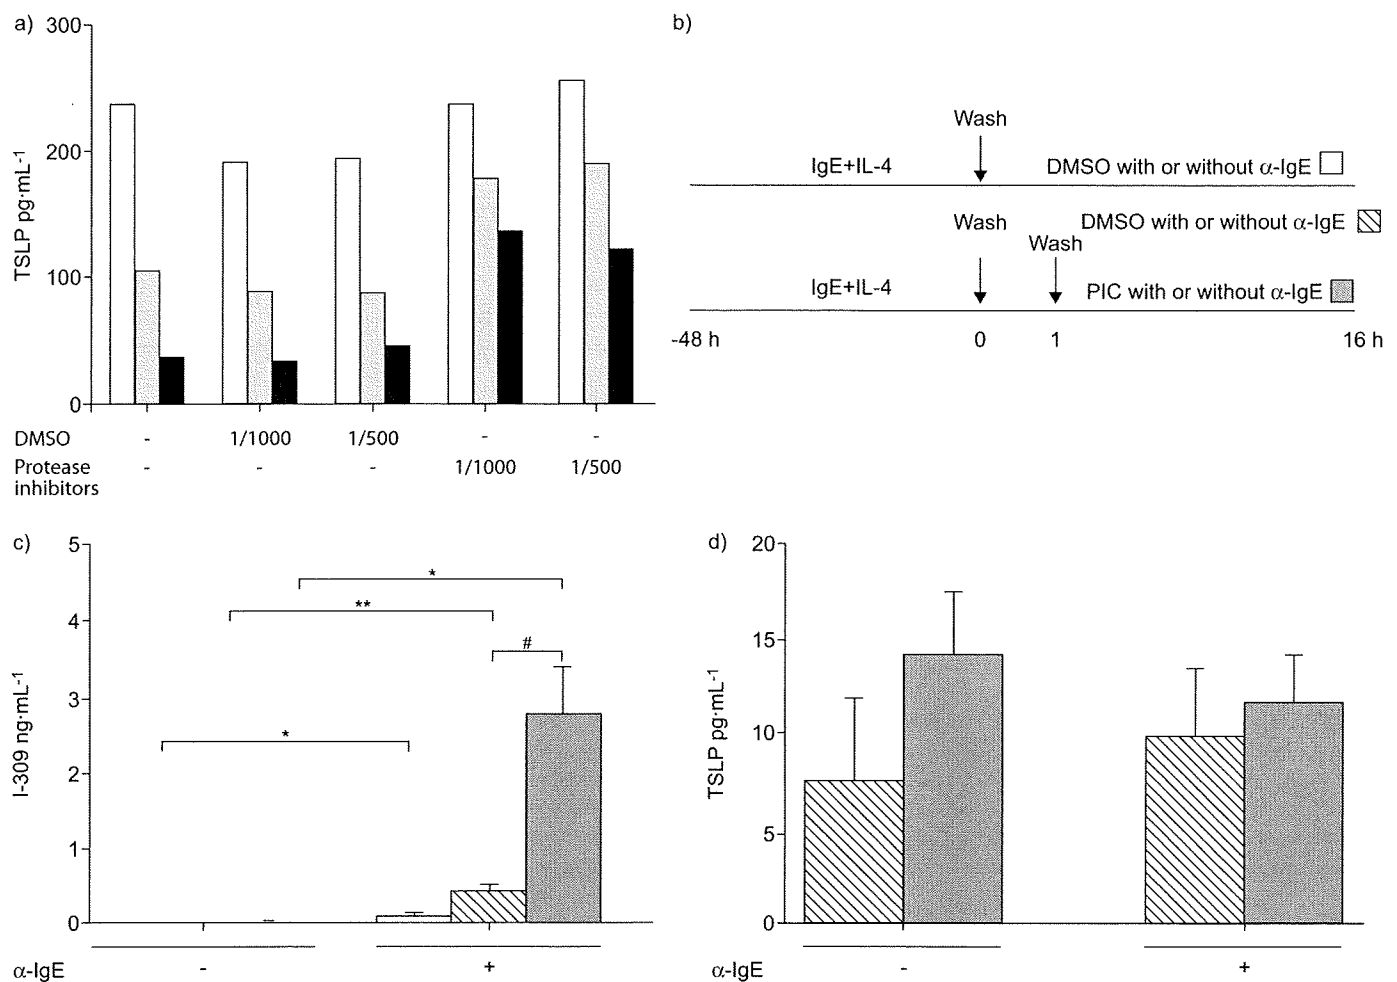 a)
300
200
100
0
TSLP pg·mL-1
DMSO - 1/1000 1/500 - -
Protease - - - 1/1000 1/500
inhibitors
b)
Wash
IgE+IL-4 DMSO with or without α-IgE
Wash DMSO with or without α-IgE
Wash
IgE+IL-4 PIC with or without α-IgE
-48 h 0 1 16 h
c)
5
4
3
2
1
0
I-309 ng·mL-1
*
**
#
*
α-IgE - +
d)
20
15
10
5
0
TSLP pg·mL-1
α-IgE - +